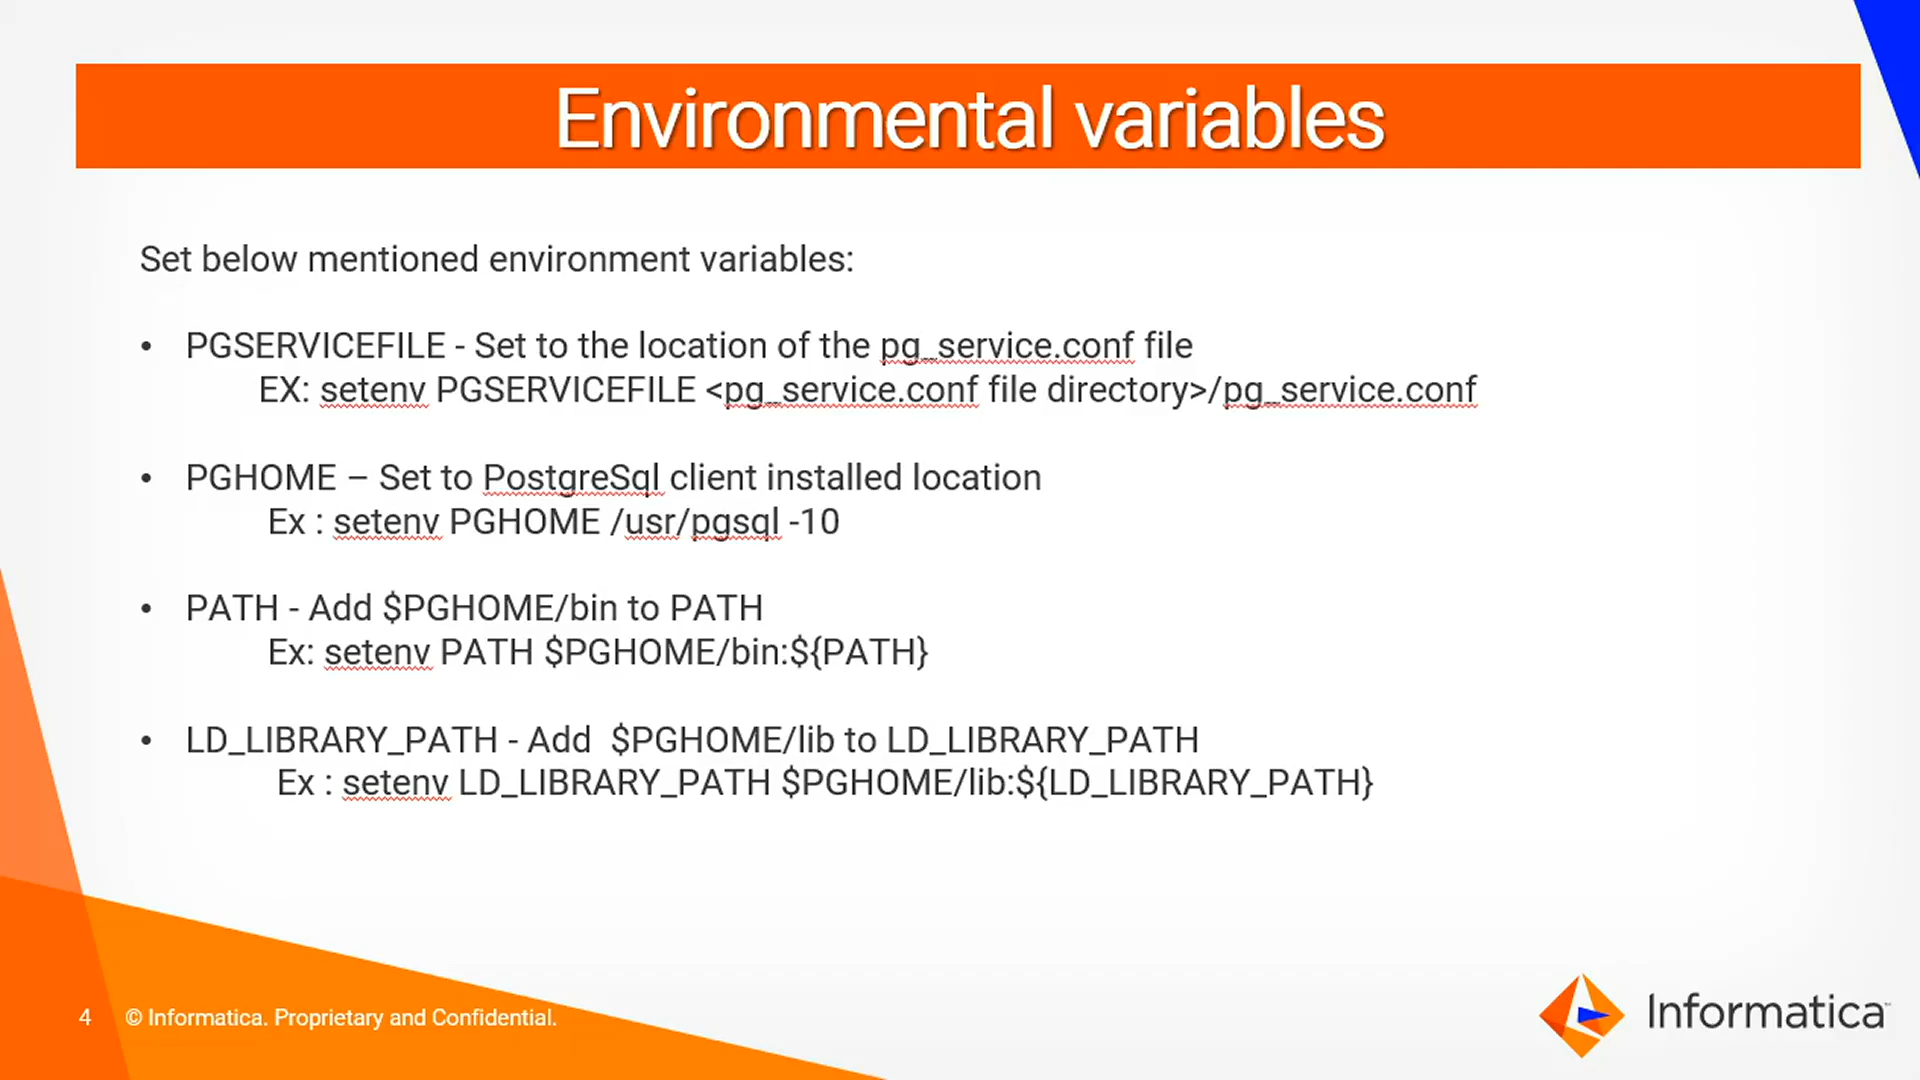 Environmental variables
Set below mentioned environment variables:
• PGSERVICEFILE - Set to the location of the pg_service.conf file
EX: setenv PGSERVICEFILE <pg_service.conf file directory>/pg_service.conf
• PGHOME – Set to PostgreSql client installed location
Ex : setenv PGHOME /usr/pgsql -10
• PATH - Add $PGHOME/bin to PATH
Ex: setenv PATH $PGHOME/bin:${PATH}
• LD_LIBRARY_PATH - Add  $PGHOME/lib to LD_LIBRARY_PATH
Ex : setenv LD_LIBRARY_PATH $PGHOME/lib:${LD_LIBRARY_PATH}
4 © Informatica. Proprietary and Confidential.
Informatica™